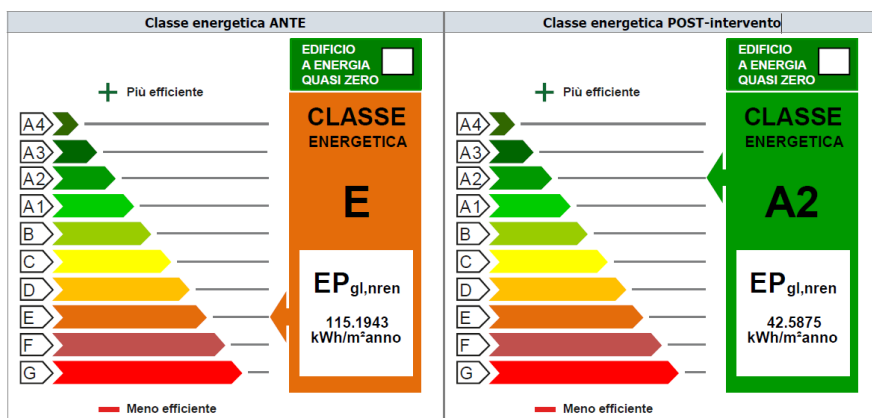 Classe energetica ANTE
EDIFICIO
A ENERGIA
QUASI ZERO
Più efficiente
CLASSE
ENERGETICA
A4
A3
A2
A1
B
C
D
E
F
G
E
EPgl,nren
115.1943
kWh/m²anno
Meno efficiente
Classe energetica POST-intervento
EDIFICIO
A ENERGIA
QUASI ZERO
Più efficiente
CLASSE
ENERGETICA
A4
A3
A2
A1
B
C
D
E
F
G
A2
EPgl,nren
42.5875
kWh/m²anno
Meno efficiente